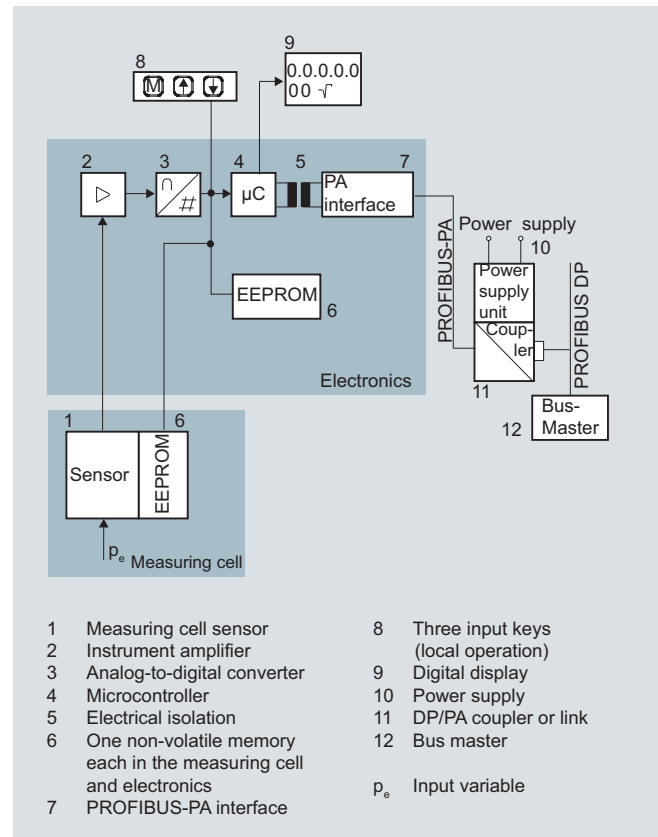 8
9
M
0.0.0.0.0
00 √
2
3
4
5
7
∩
#
µC
PA
interface
EEPROM
6
Electronics
PROFIBUS-PA
Power supply
10
Power
supply
unit
Coup-
ler
11
PROFIBUS DP
Bus-
Master
12
1
6
Sensor
EEPROM
pe
Measuring cell
1 Measuring cell sensor
2 Instrument amplifier
3 Analog-to-digital converter
4 Microcontroller
5 Electrical isolation
6 One non-volatile memory
each in the measuring cell
and electronics
7 PROFIBUS-PA interface
8 Three input keys
(local operation)
9 Digital display
10 Power supply
11 DP/PA coupler or link
12 Bus master
pe Input variable